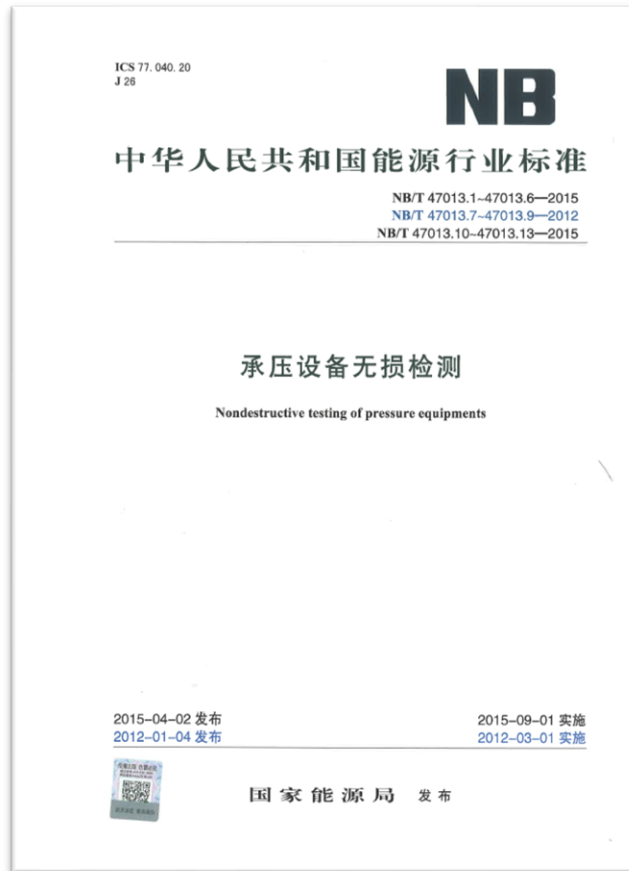 ICS 77.040.20
J 26
NB
中华人民共和国能源行业标准
NB/T 47013.1~47013.6—2015
NB/T 47013.7~47013.9—2012
NB/T 47013.10~47013.13—2015
承压设备无损检测
Nondestructive testing of pressure equipments
2015-04-02 发布
2015-09-01 实施
2012-01-04 发布
2012-03-01 实施
国家能源局 发布